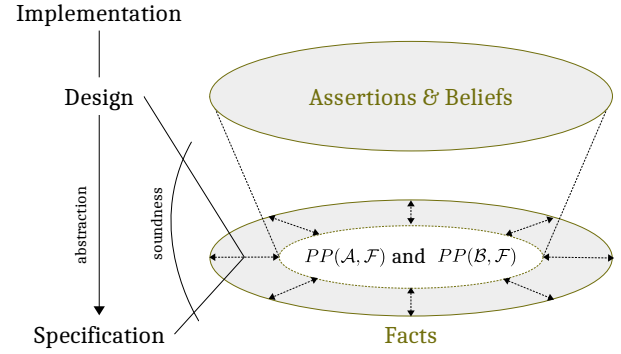 Implementation
Design
Assertions & Beliefs
abstraction
soundness
PP(𝒜, ℱ) and PP(ℬ, ℱ)
Specification
Facts